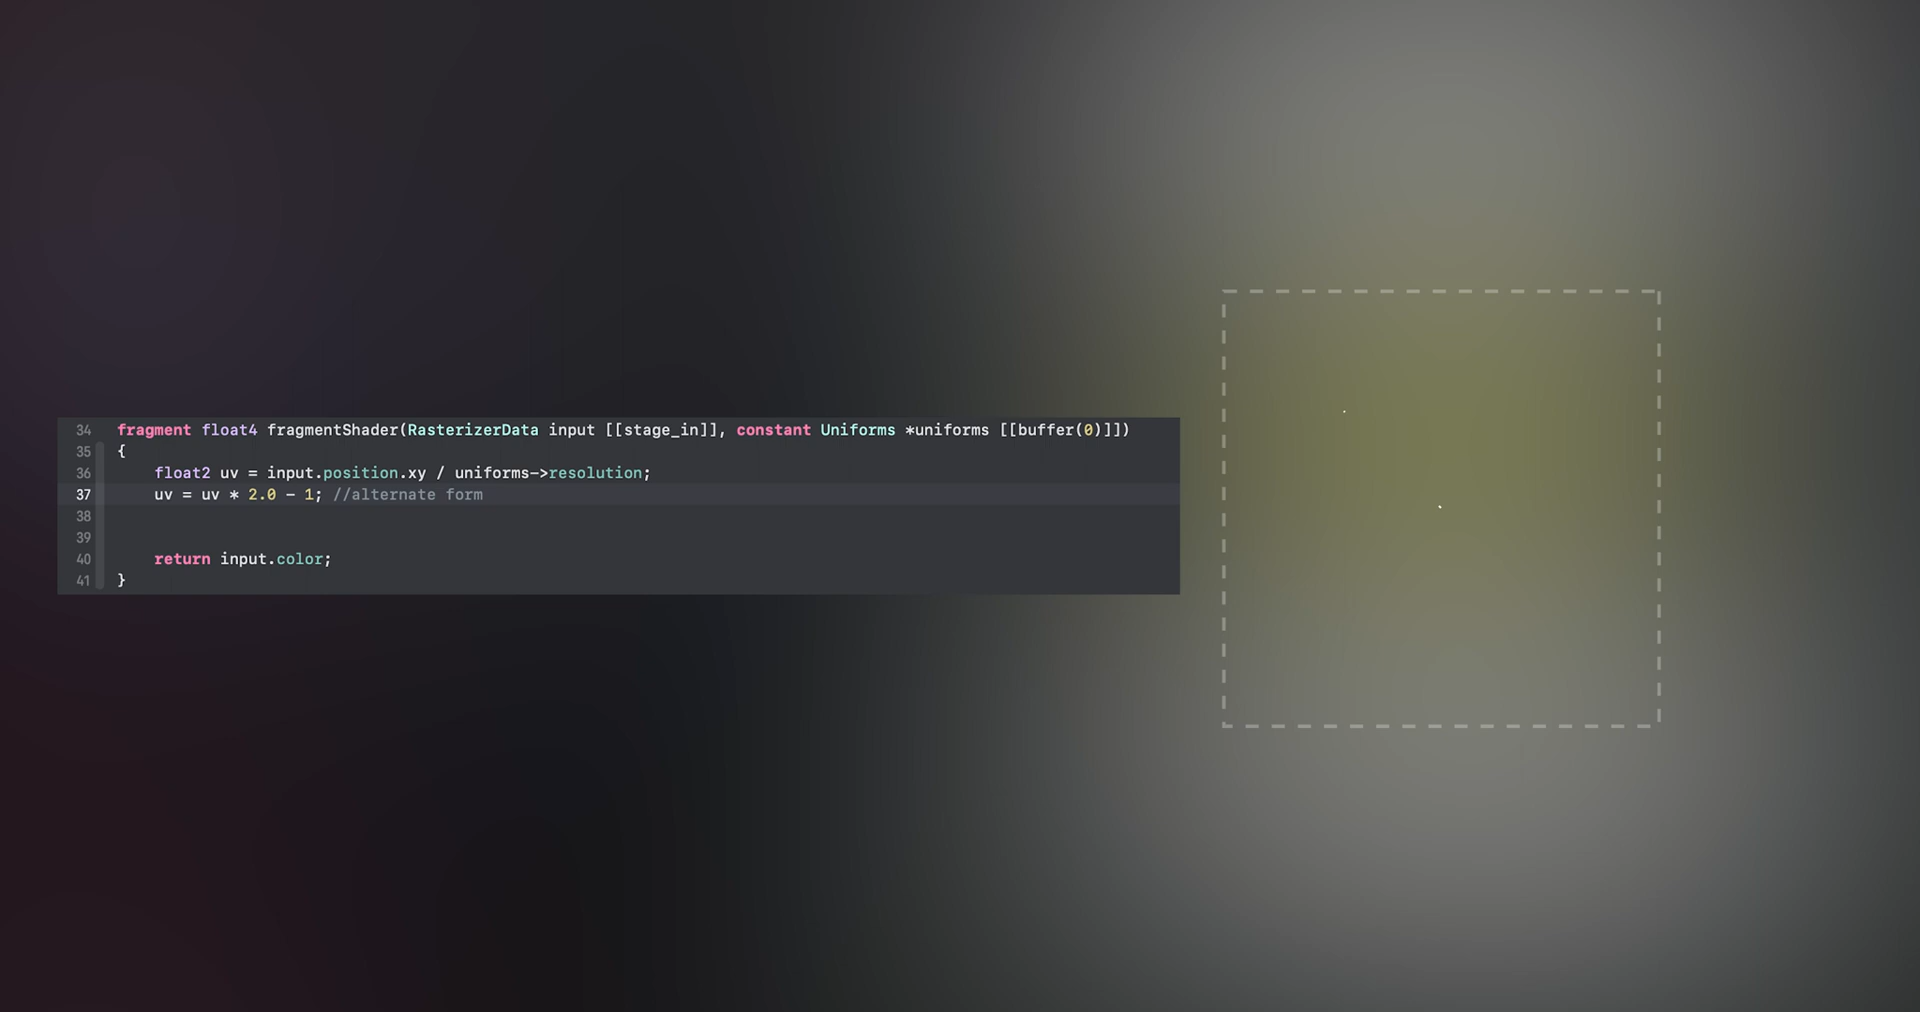 34 fragment float4 fragmentShader(RasterizerData input [[stage_in]], constant Uniforms *uniforms [[buffer(0)]])
35 {
36 float2 uv = input.position.xy / uniforms->resolution;
37 uv = uv * 2.0 - 1; //alternate form
38
39
40 return input.color;
41 }